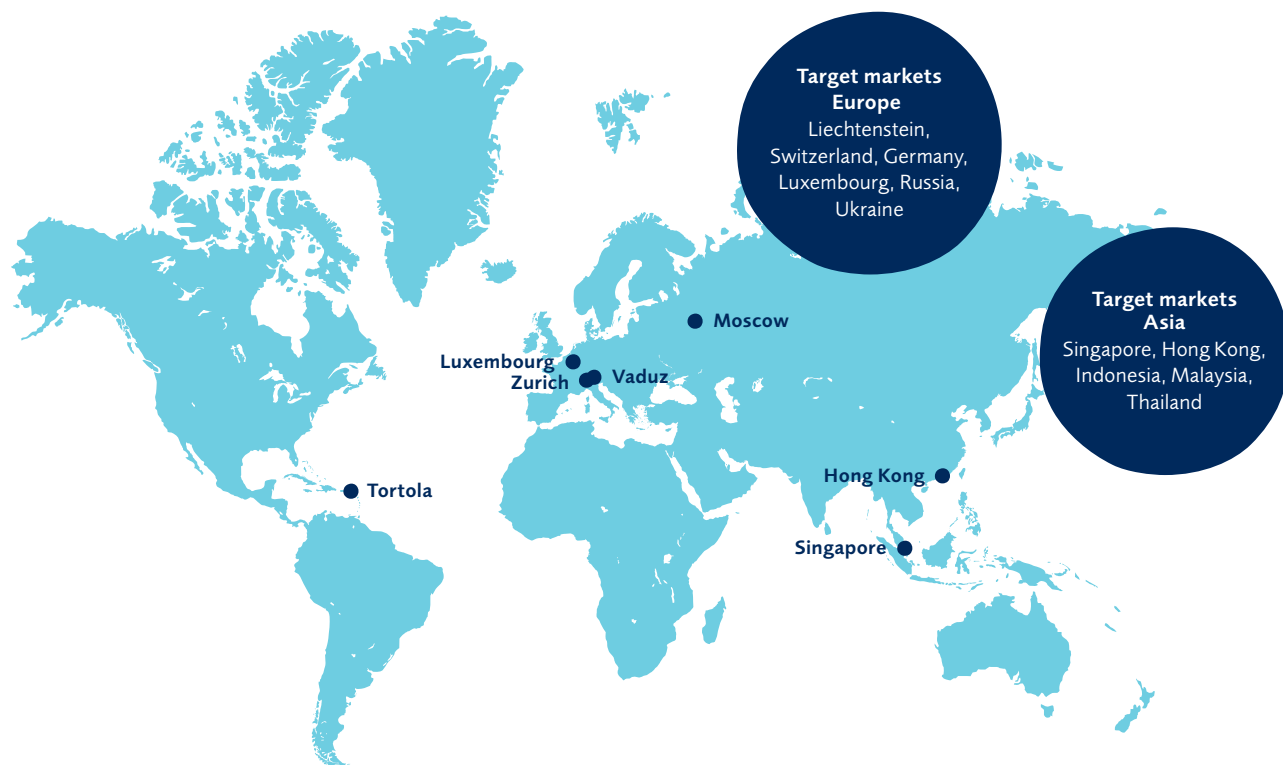 Target markets
Europe
Liechtenstein,
Switzerland, Germany,
Luxembourg, Russia,
Ukraine
Target markets
Asia
Singapore, Hong Kong,
Indonesia, Malaysia,
Thailand
Moscow
Luxembourg
Zurich
Vaduz
Hong Kong
Tortola
Singapore